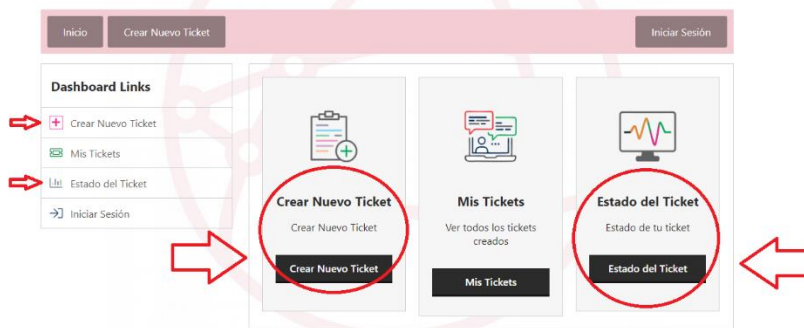 Inicio
Crear Nuevo Ticket
Iniciar Sesión
Dashboard Links
Crear Nuevo Ticket
Mis Tickets
Estado del Ticket
Iniciar Sesión
Crear Nuevo Ticket
Crear Nuevo Ticket
Crear Nuevo Ticket
Mis Tickets
Ver todos los tickets
creados
Mis Tickets
Estado del Ticket
Estado de tu ticket
Estado del Ticket